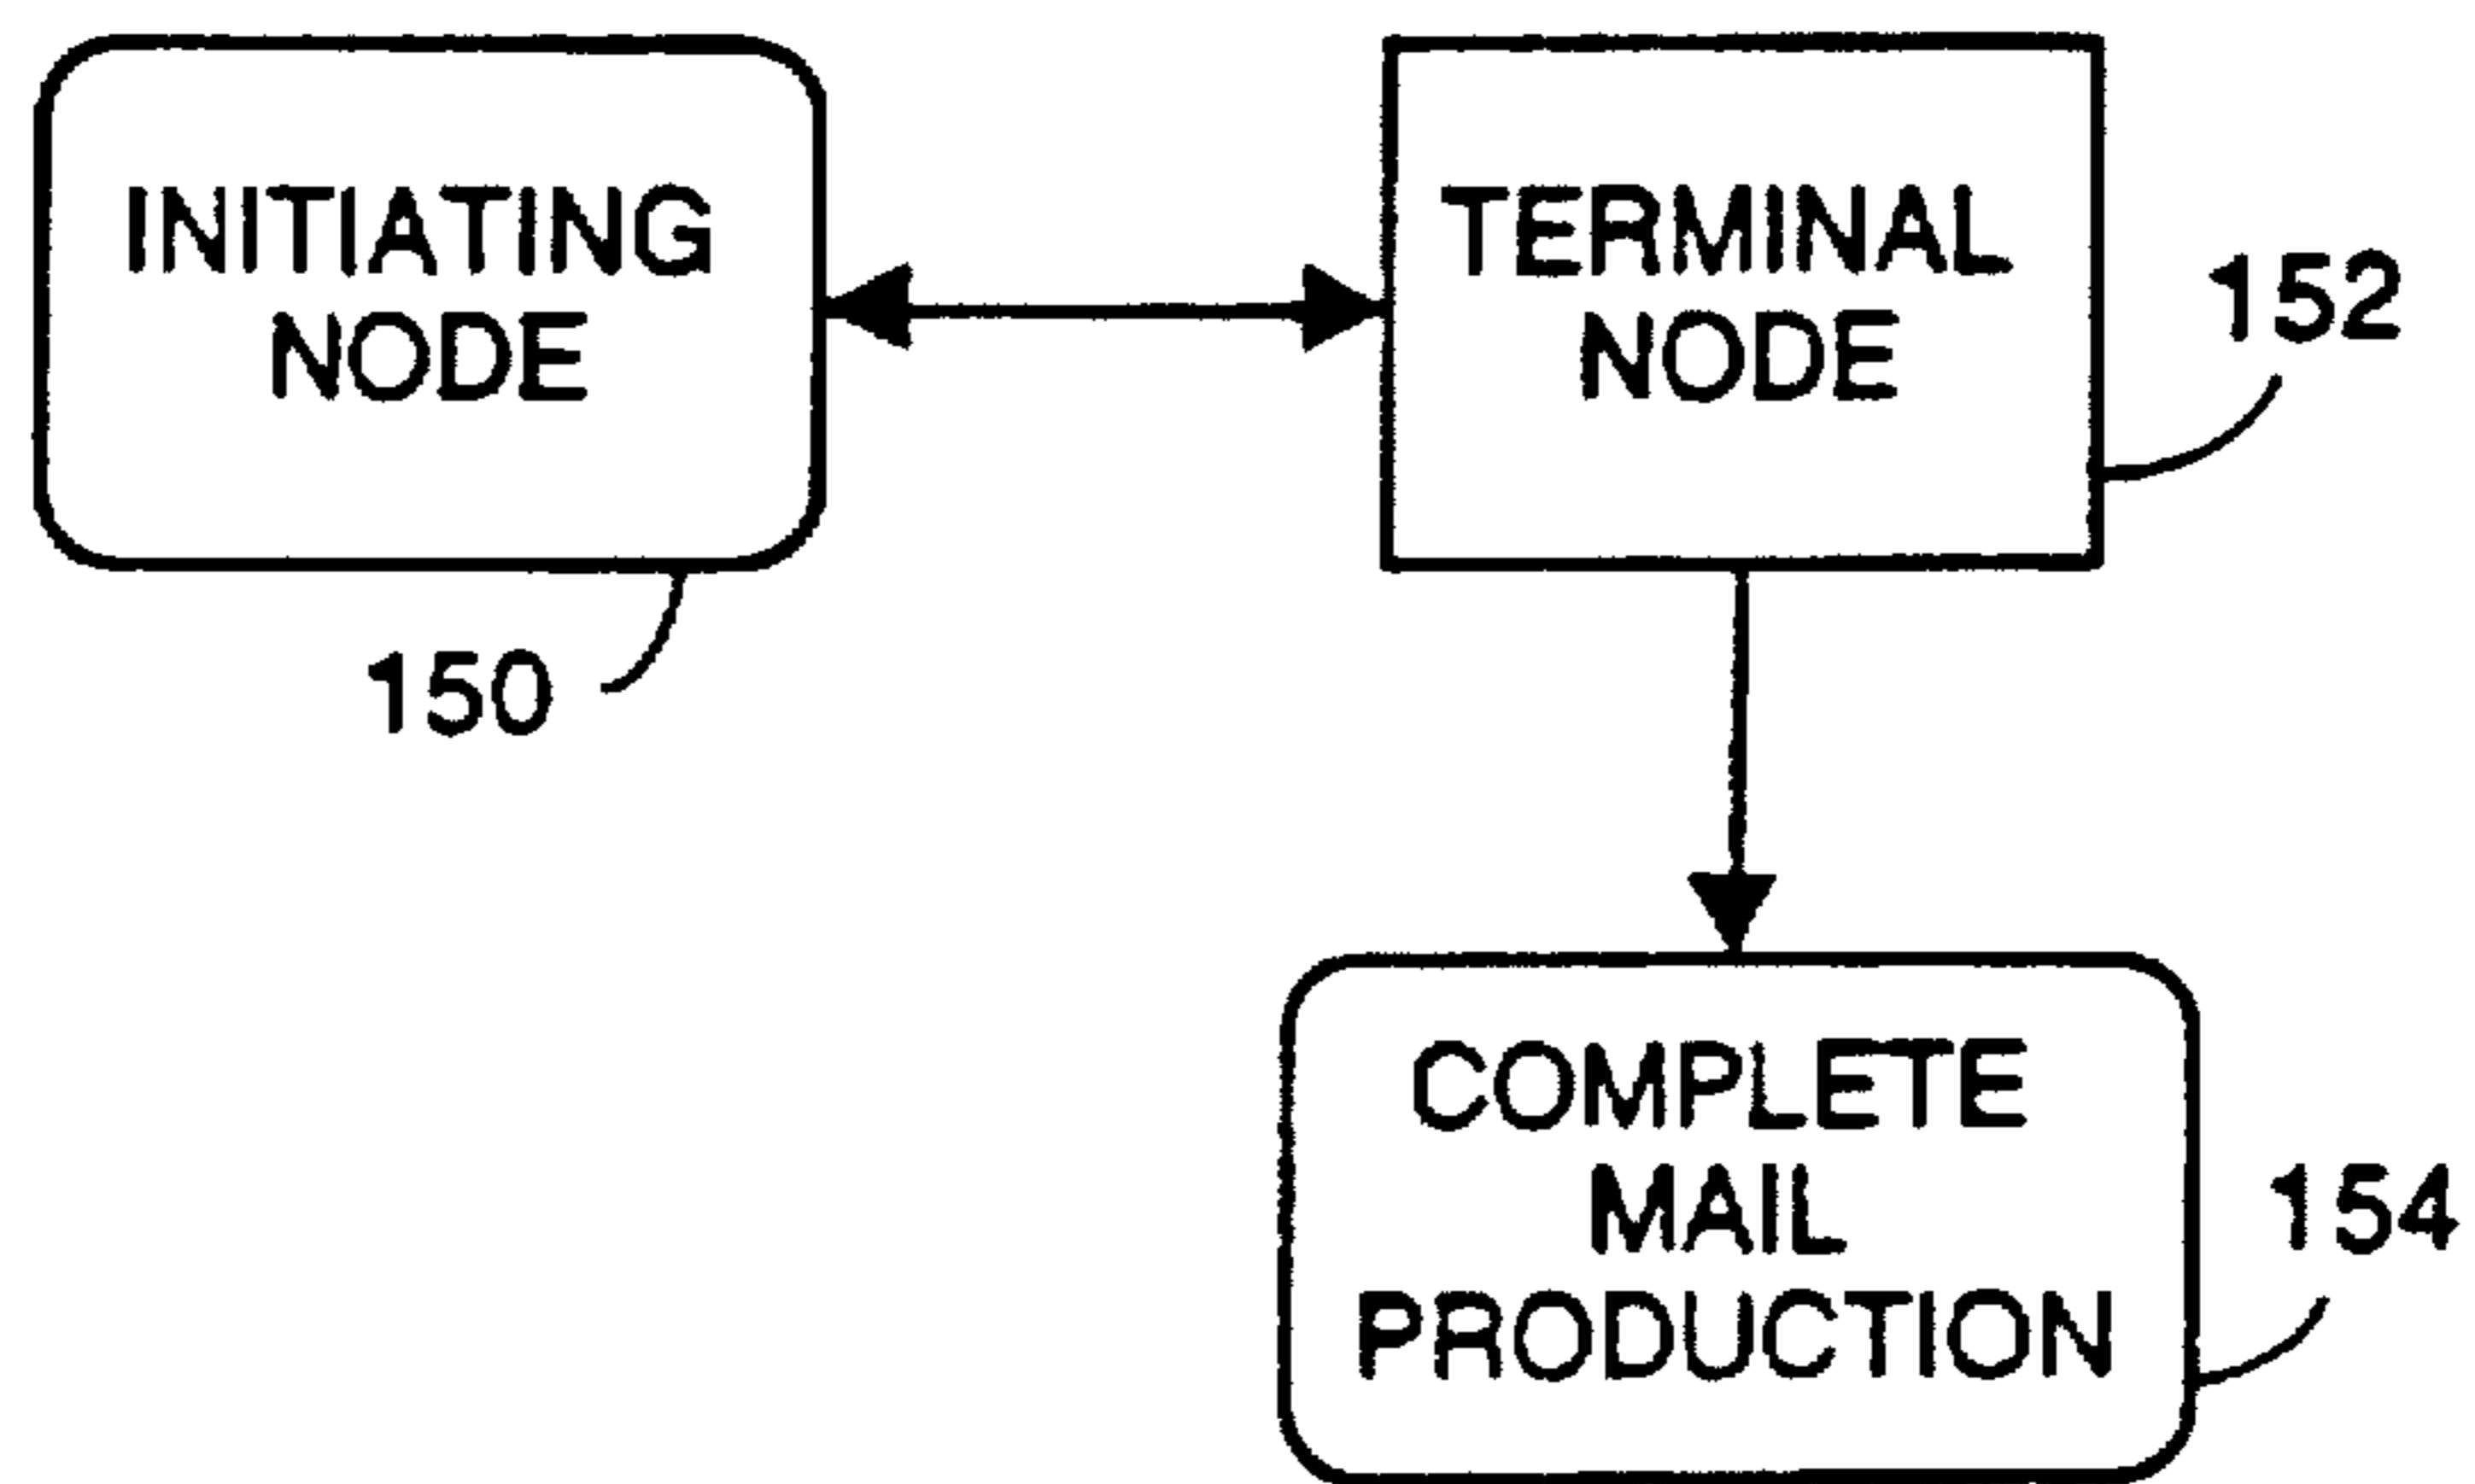 INITIATING
NODE
150
TERMINAL
NODE
152
COMPLETE
MAIL
PRODUCTION
154